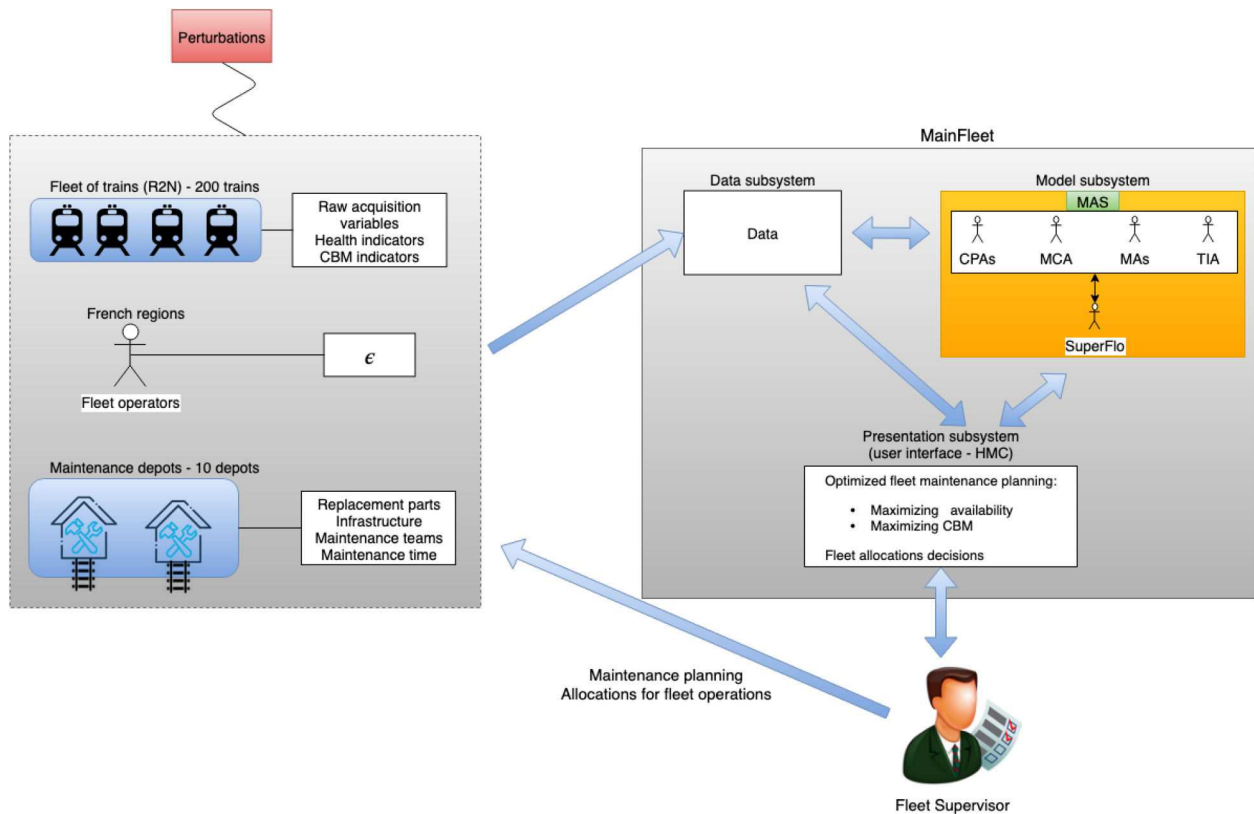 Perturbations
Fleet of trains (R2N) - 200 trains
Raw acquisition
variables
Health indicators
CBM indicators
French regions
ϵ
Fleet operators
Maintenance depots - 10 depots
Replacement parts
Infrastructure
Maintenance teams
Maintenance time
MainFleet
Data subsystem
Data
Model subsystem
MAS
CPAs MCA MAs TIA
SuperFlo
Presentation subsystem
(user interface - HMC)
Optimized fleet maintenance planning:
• Maximizing availability
• Maximizing CBM
Fleet allocations decisions
Maintenance planning
Allocations for fleet operations
Fleet Supervisor